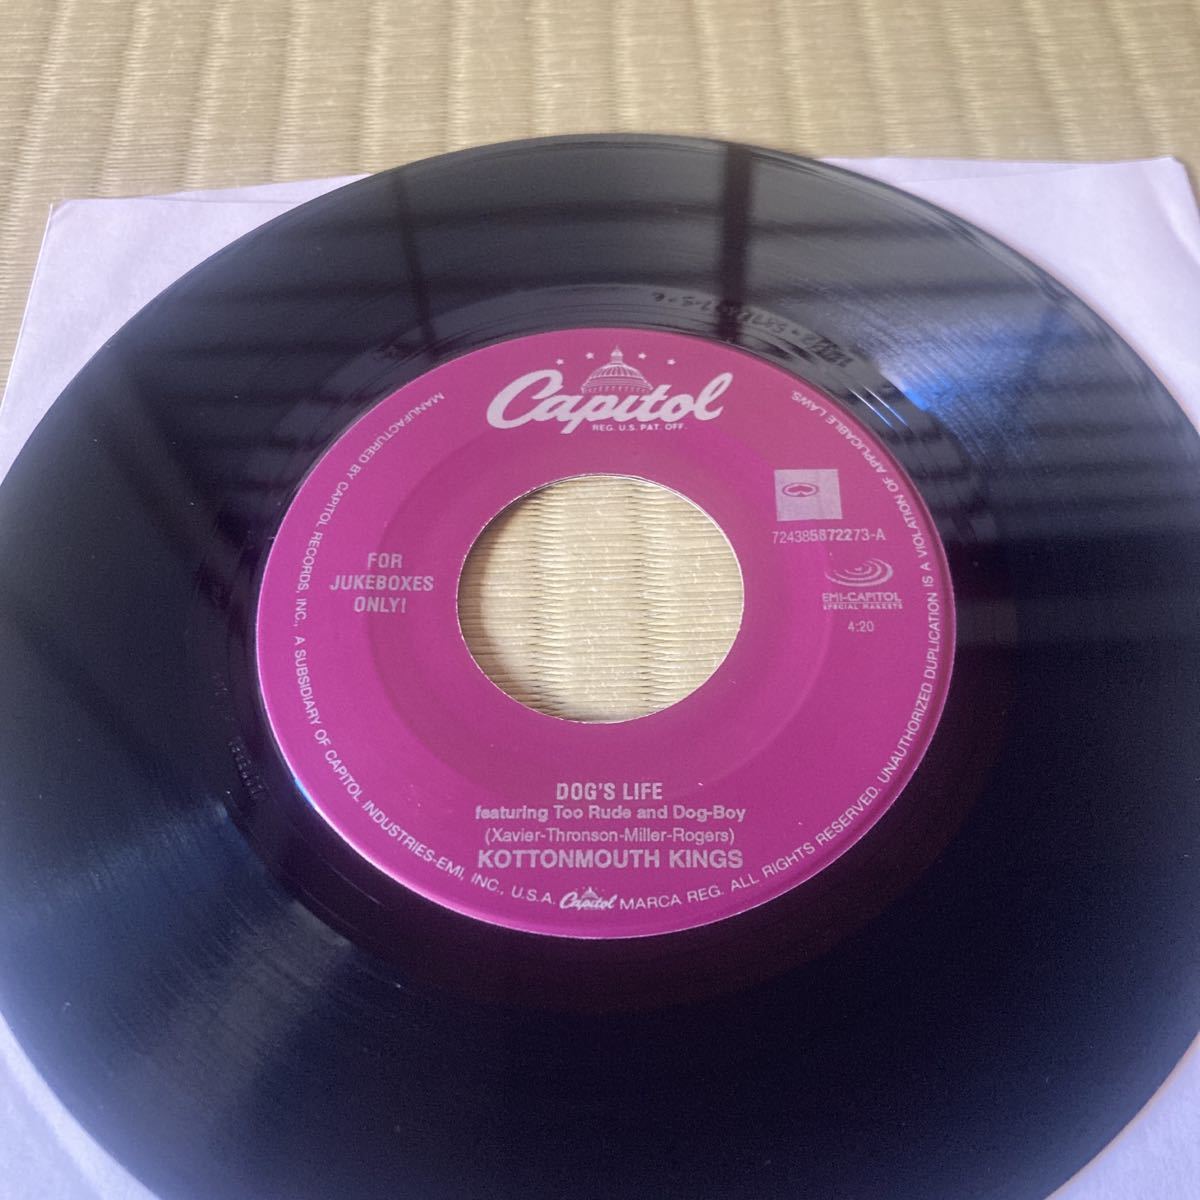 Capitol
REG. U.S. PAT. OFF.
724385872273-A
EMI-CAPITOL
SPECIAL MARKETS
4:20
FOR
JUKEBOXES
ONLY!
DOG'S LIFE
featuring Too Rude and Dog-Boy
(Xavier-Thronson-Miller-Rogers)
KOTTONMOUTH KINGS
MANUFACTURED BY CAPITOL RECORDS, INC., A SUBSIDIARY OF CAPITOL INDUSTRIES-EMI, INC., U.S.A. Capitol MARCA REG. ALL RIGHTS RESERVED. UNAUTHORIZED DUPLICATION IS A VIOLATION OF APPLICABLE LAWS.